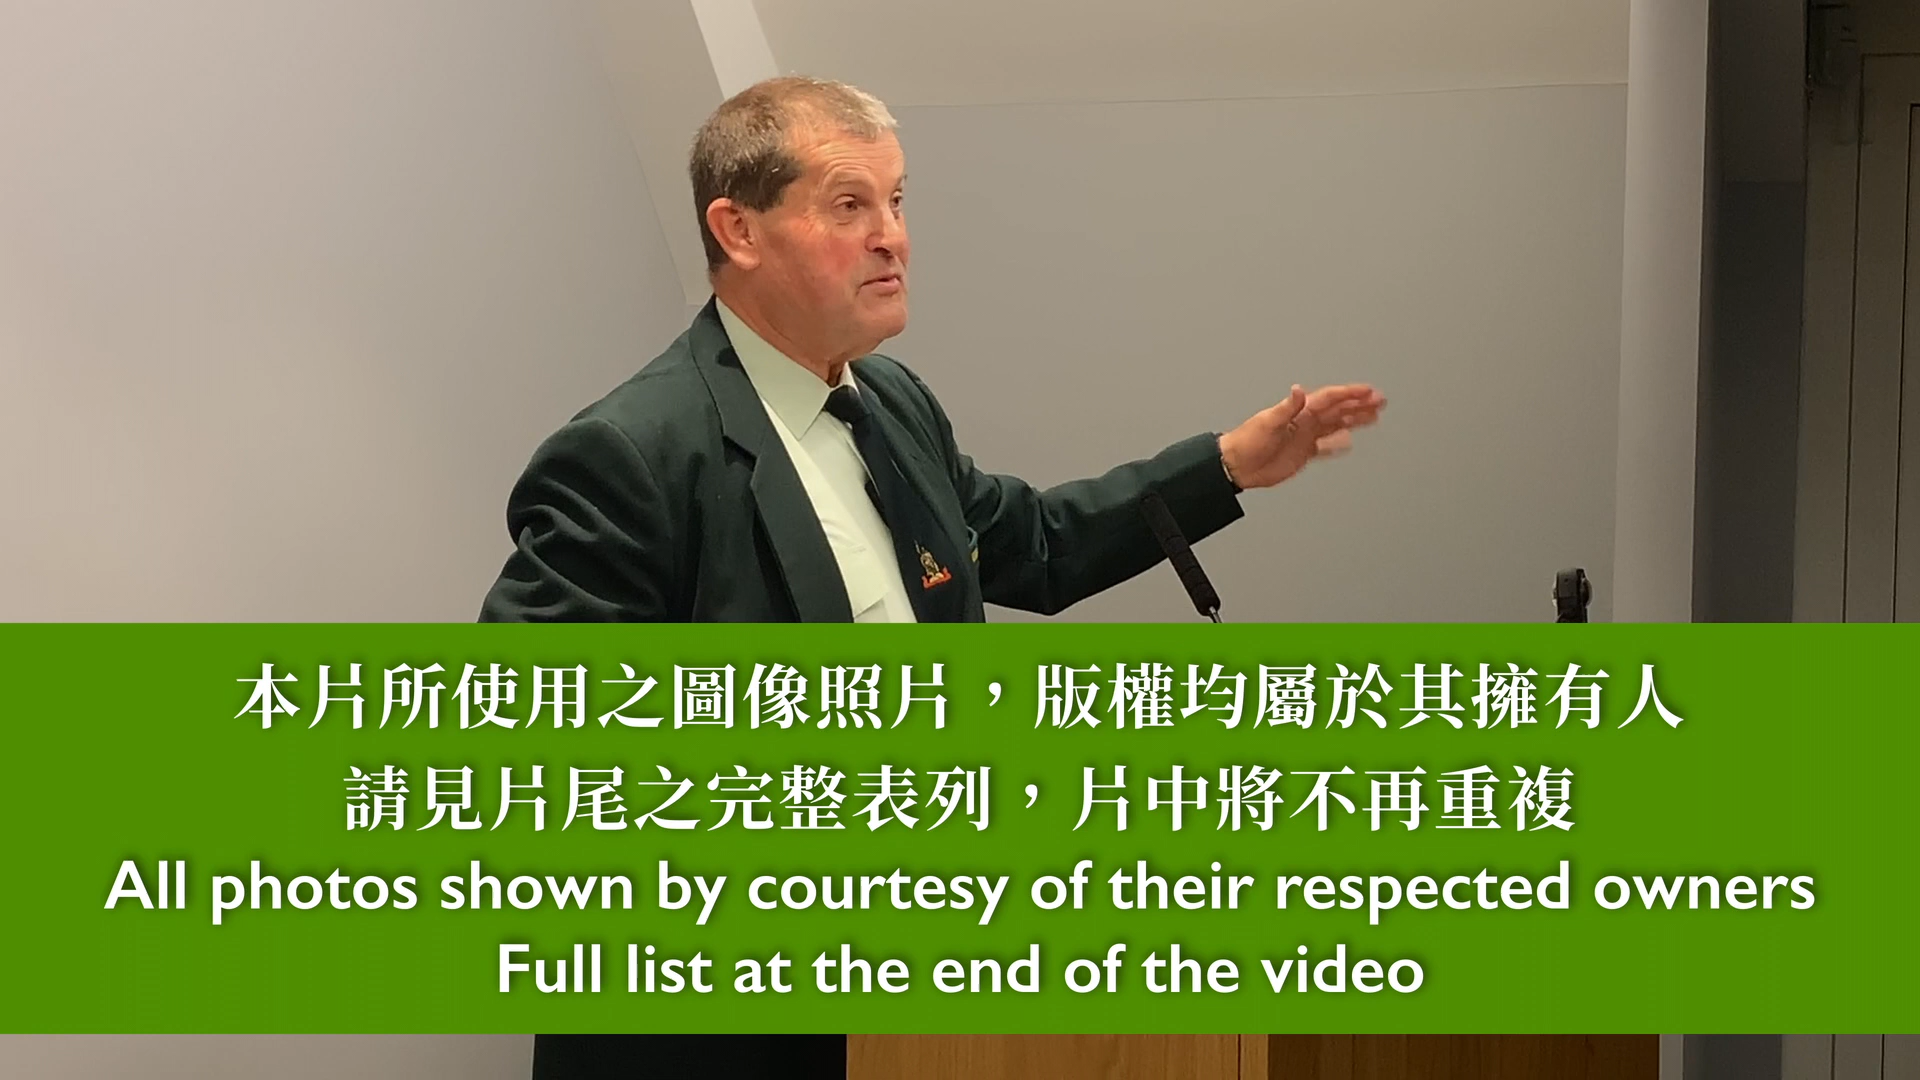 本片所使用之圖像照片，版權均屬於其擁有人
請見片尾之完整表列，片中將不再重複
All photos shown by courtesy of their respected owners
Full list at the end of the video